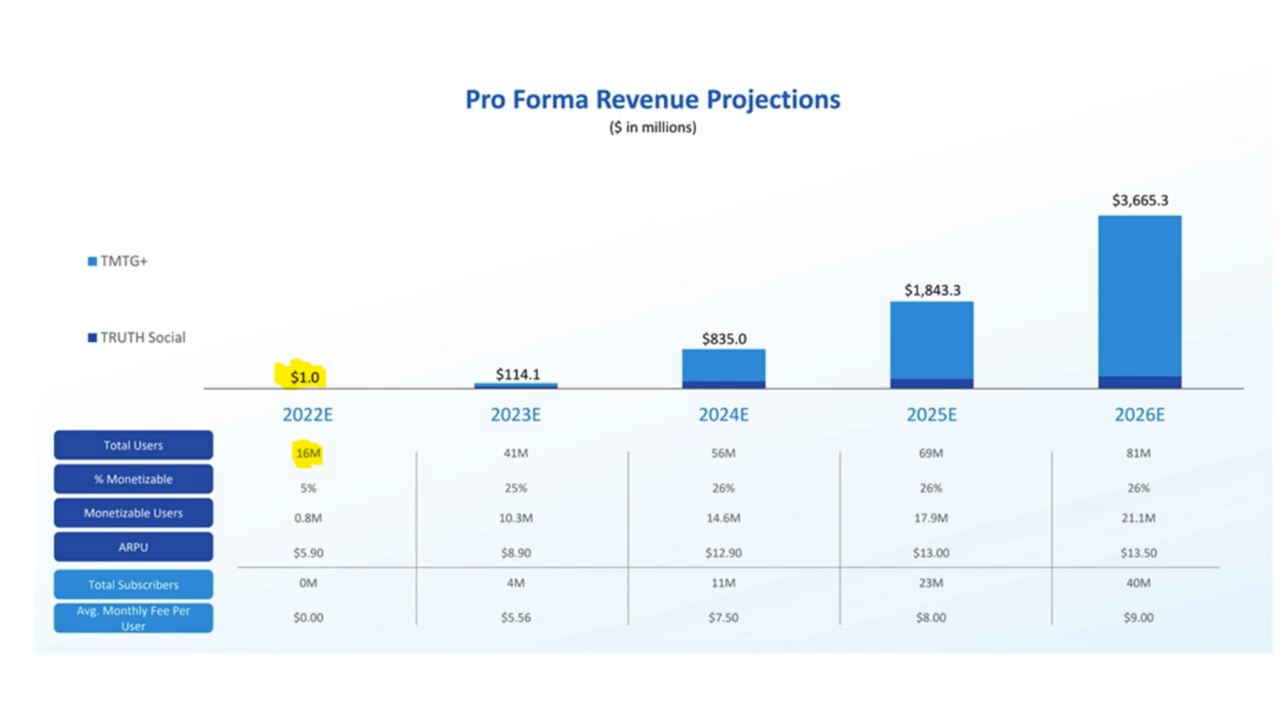 Pro Forma Revenue Projections
($ in millions)
$3,665.3
TMTG+
$1,843.3
TRUTH Social
$835.0
$1.0
$114.1
2022E 2023E 2024E 2025E 2026E
Total Users 16M 41M 56M 69M 81M
% Monetizable 5% 25% 26% 26% 26%
Monetizable Users 0.8M 10.3M 14.6M 17.9M 21.1M
ARPU $5.90 $8.90 $12.90 $13.00 $13.50
Total Subscribers 0M 4M 11M 23M 40M
Avg. Monthly Fee Per
User $0.00 $5.56 $7.50 $8.00 $9.00